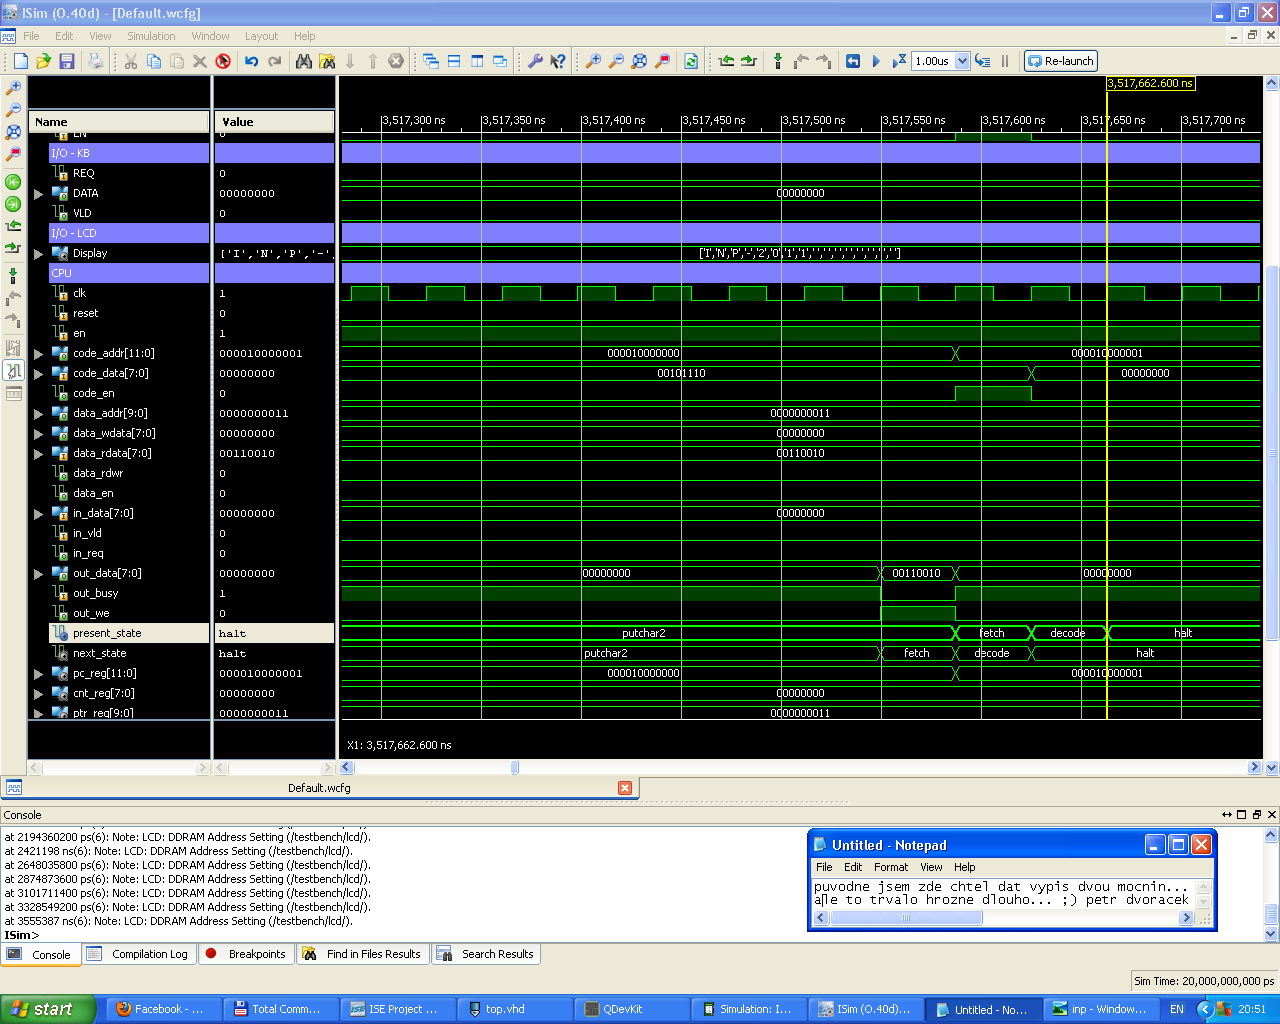 ISim (O.40d) - [Default.wcfg]
File Edit View Simulation Window Layout Help
1.00us Re-launch
3,517,662.600 ns
Name Value
3,517,300 ns 3,517,350 ns 3,517,400 ns 3,517,450 ns 3,517,500 ns 3,517,550 ns 3,517,600 ns 3,517,650 ns 3,517,700 ns
EN 0
I/O - KB
REQ 0
DATA 00000000 00000000
VLD 0
I/O - LCD
Display ['I','N','P','-', ['I','N','P','-','2','0','1','1',' ',' ',' ',' ',' ',' ',' ',' ']
CPU
clk 1
reset 0
en 1
code_addr[11:0] 000010000001 000010000000 000010000001
code_data[7:0] 00000000 00101110 00000000
code_en 0
data_addr[9:0] 0000000011 0000000011
data_wdata[7:0] 00000000 00000000
data_rdata[7:0] 00110010 00110010
data_rdwr 0
data_en 0
in_data[7:0] 00000000 00000000
in_vld 0
in_req 0
out_data[7:0] 00000000 00000000 00110010 00000000
out_busy 1
out_we 0
present_state halt putchar2 fetch decode halt
next_state halt putchar2 fetch decode halt
pc_reg[11:0] 000010000001 000010000000 000010000001
cnt_reg[7:0] 00000000 00000000
ptr_reg[9:0] 0000000011 0000000011
X1: 3,517,662.600 ns
Default.wcfg
Console
at 2194360200 ps(6): Note: LCD: DDRAM Address Setting (/testbench/lcd/).
at 2421198 ns(6): Note: LCD: DDRAM Address Setting (/testbench/lcd/).
at 2648035800 ps(6): Note: LCD: DDRAM Address Setting (/testbench/lcd/).
at 2874873600 ps(6): Note: LCD: DDRAM Address Setting (/testbench/lcd/).
at 3101711400 ps(6): Note: LCD: DDRAM Address Setting (/testbench/lcd/).
at 3328549200 ps(6): Note: LCD: DDRAM Address Setting (/testbench/lcd/).
at 3555387 ns(6): Note: LCD: DDRAM Address Setting (/testbench/lcd/).
ISim>
Untitled - Notepad
File Edit Format View Help
puvodne jsem zde chtel dat vypis dvou mocnin...
ale to trvalo hrozne dlouho... ;) petr dvoracek
Console Compilation Log Breakpoints Find in Files Results Search Results
Sim Time: 20,000,000,000 ps
start Facebook - ... Total Comm... ISE Project ... top.vhd QDevKit Simulation: I... ISim (O.40d)... Untitled - No... inp - Window... EN 20:51